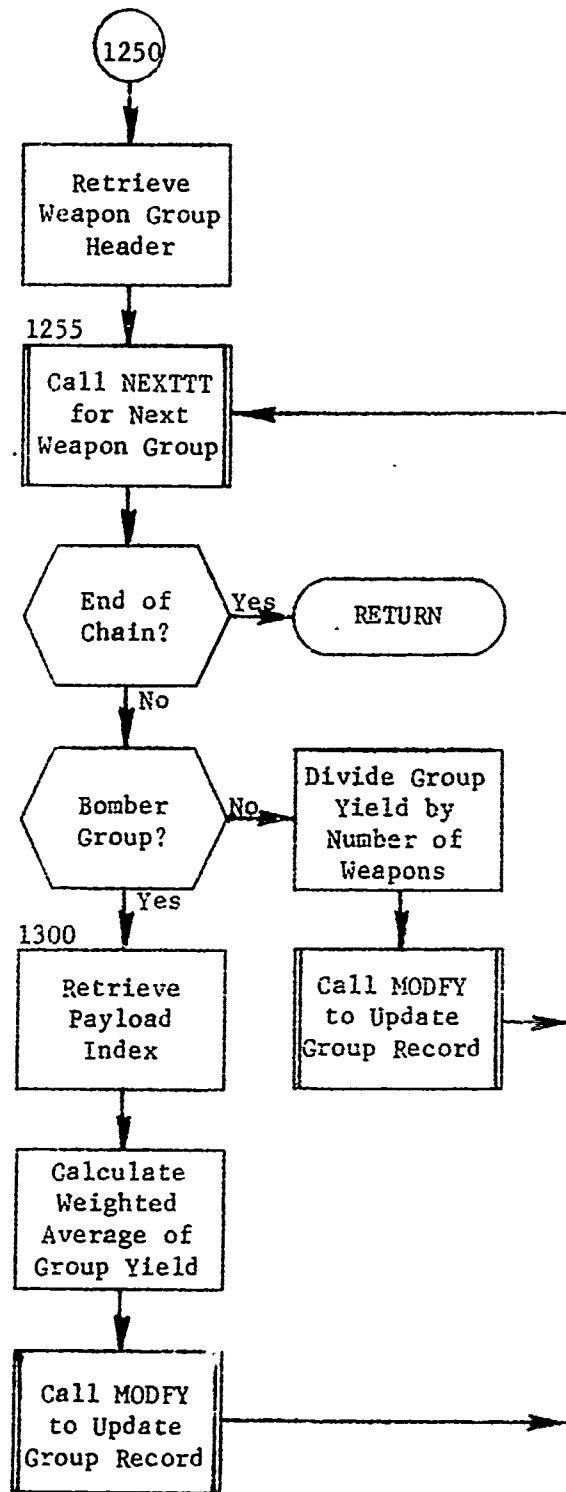 1250
Retrieve
Weapon Group
Header
1255
Call NEXTTT
for Next
Weapon Group
End of
Chain?
Yes
RETURN
No
Bomber
Group?
No
Divide Group
Yield by
Number of
Weapons
Yes
1300
Retrieve
Payload
Index
Call MODFY
to Update
Group Record
Calculate
Weighted
Average of
Group Yield
Call MODFY
to Update
Group Record